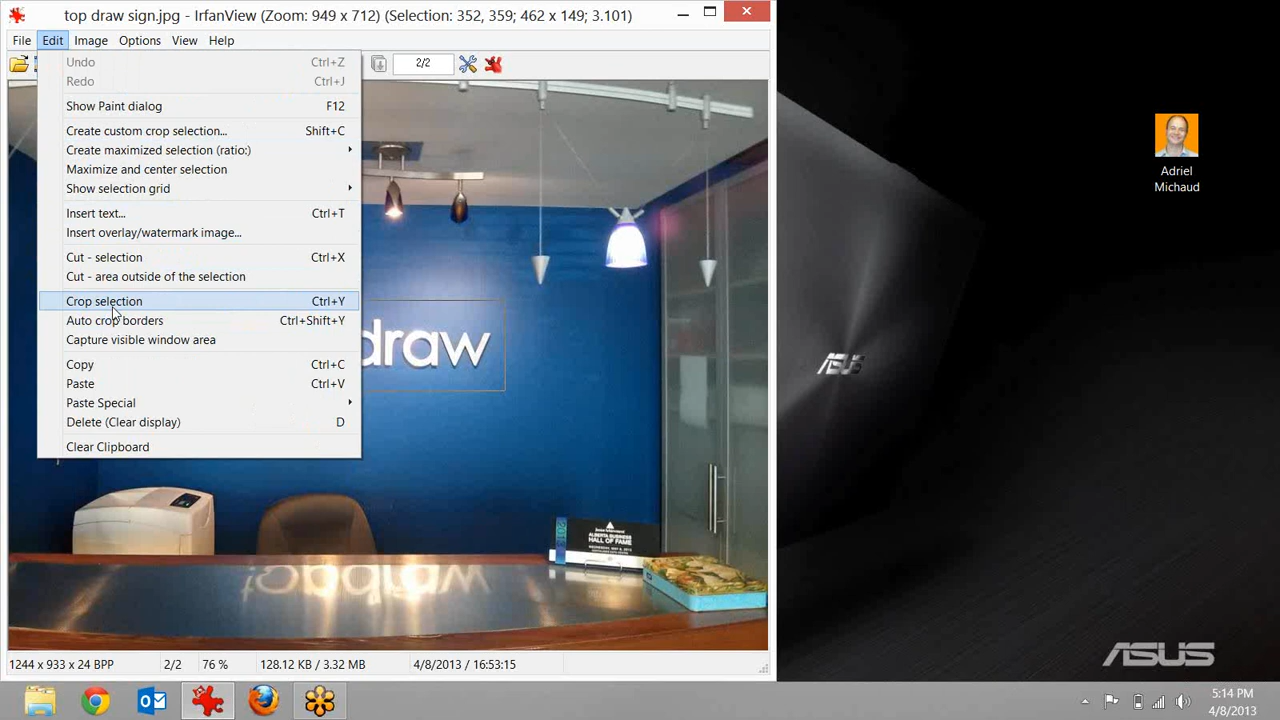 top draw sign.jpg - IrfanView (Zoom: 949 x 712) (Selection: 352, 359; 462 x 149; 3.101)
File Edit Image Options View Help
2/2
Undo Ctrl+Z
Redo Ctrl+J
Show Paint dialog F12
Create custom crop selection... Shift+C
Create maximized selection (ratio:)
Maximize and center selection
Show selection grid
Insert text... Ctrl+T
Insert overlay/watermark image...
Cut - selection Ctrl+X
Cut - area outside of the selection
Crop selection Ctrl+Y
Auto crop borders Ctrl+Shift+Y
Capture visible window area
Copy Ctrl+C
Paste Ctrl+V
Paste Special
Delete (Clear display) D
Clear Clipboard
draw
ALBERTA BUSINESS
HALL OF FAME
1244 x 933 x 24 BPP 2/2 76 % 128.12 KB / 3.32 MB 4/8/2013 / 16:53:15
Adriel
Michaud
ASUS
ASUS
5:14 PM
4/8/2013